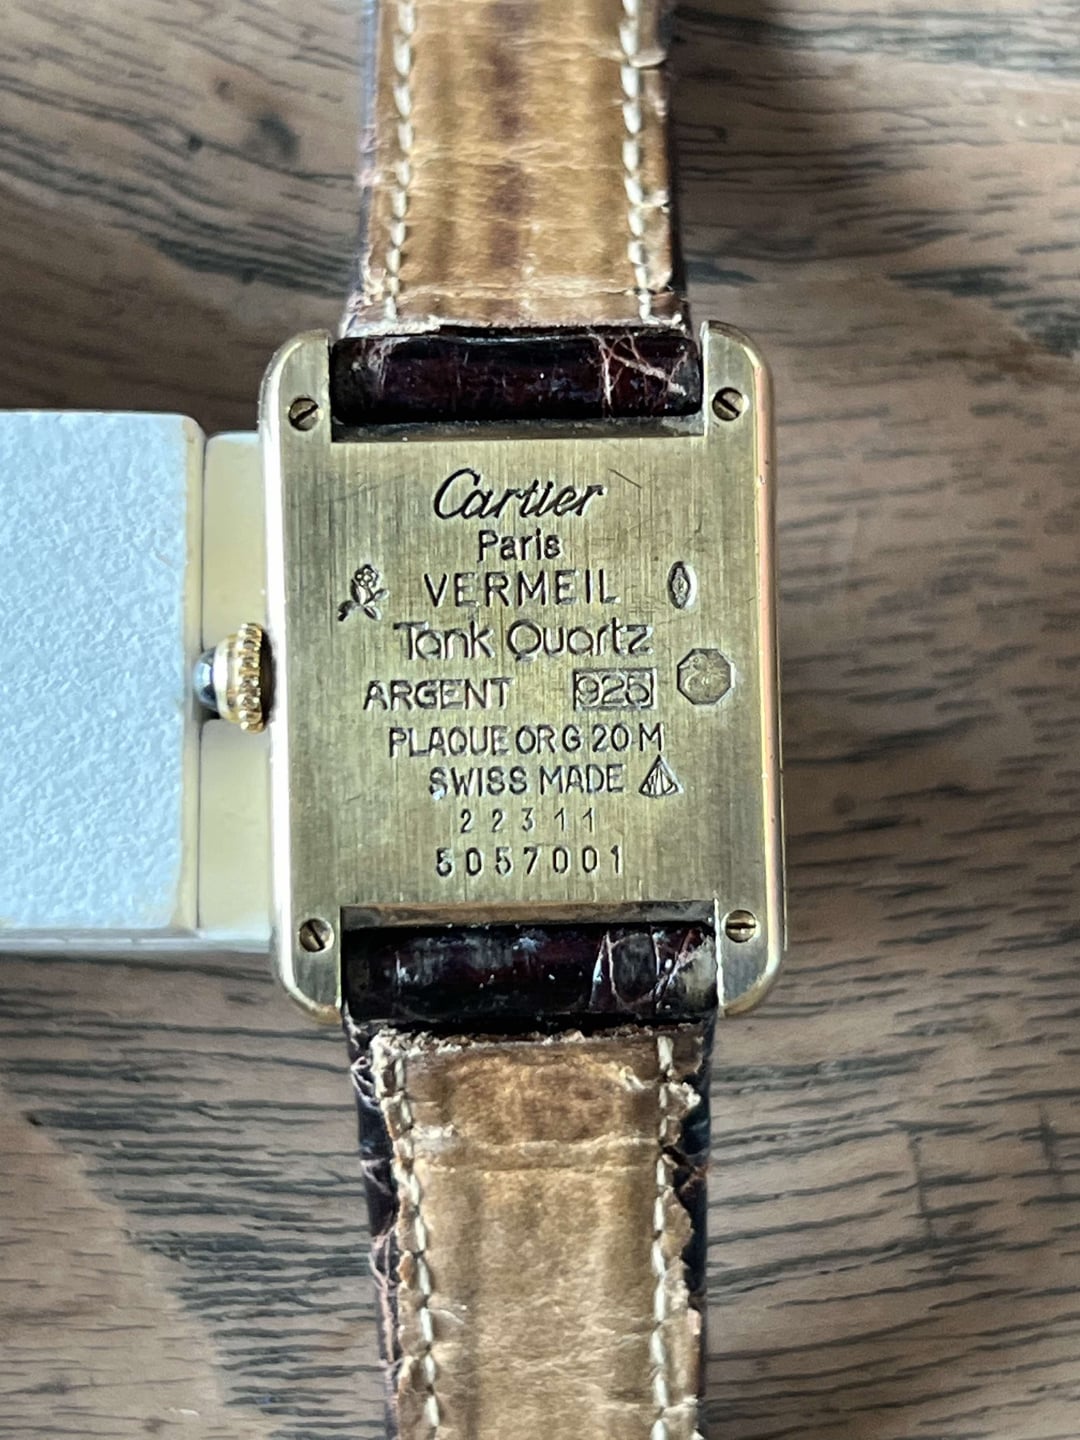 Cartier
Paris
VERMEIL
Tank Quartz
ARGENT 925
PLAQUE OR G 20 M
SWISS MADE
22311
5057001